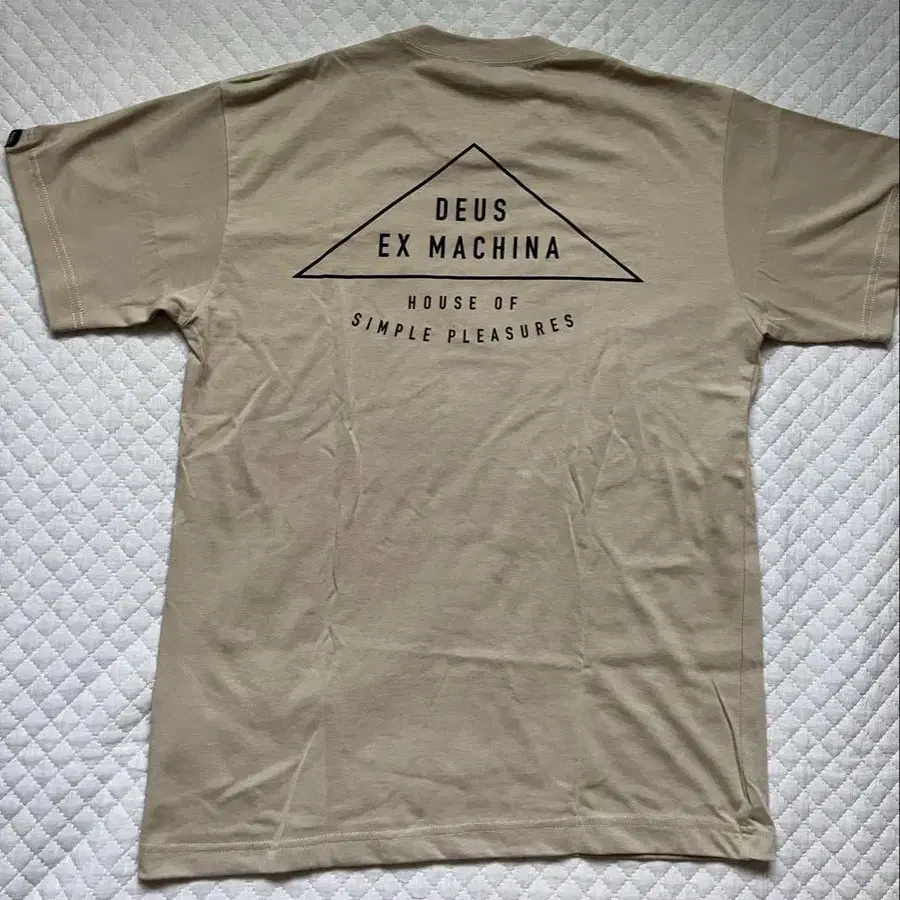 DEUS
EX MACHINA
HOUSE OF
SIMPLE PLEASURES